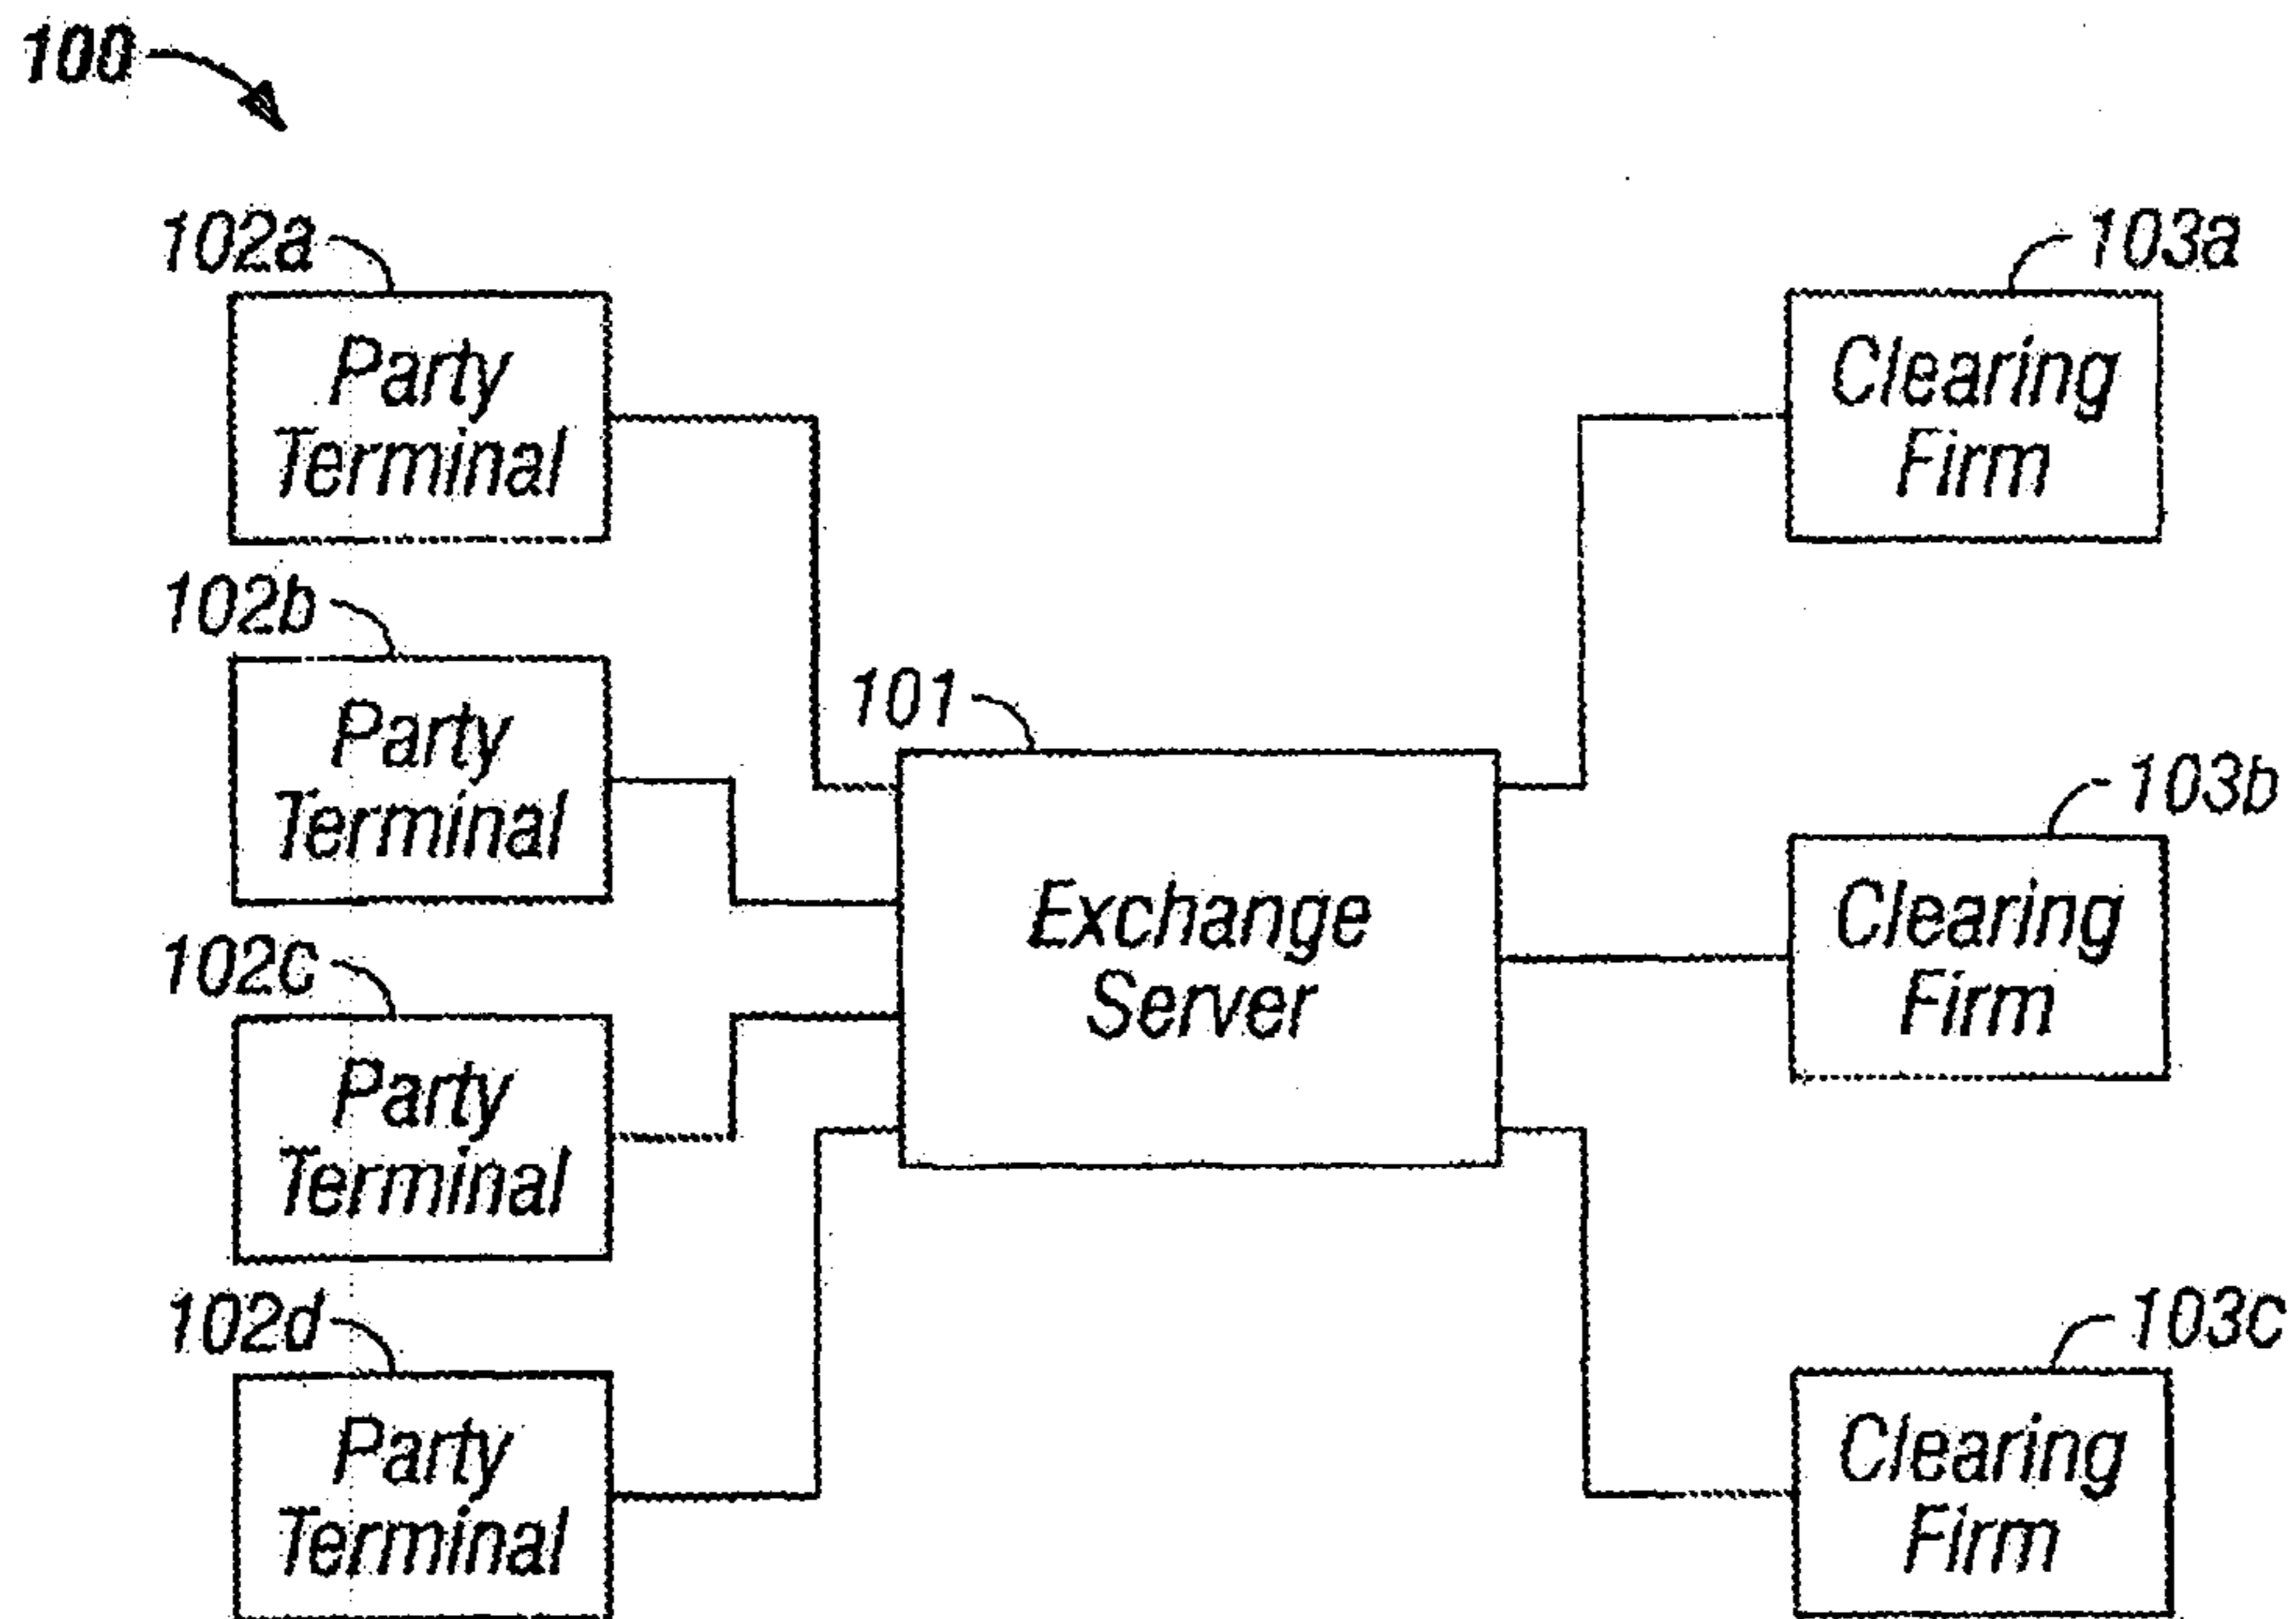 100
102a
Party
Terminal
102b
Party
Terminal
102c
Party
Terminal
102d
Party
Terminal
101
Exchange
Server
103a
Clearing
Firm
103b
Clearing
Firm
103c
Clearing
Firm